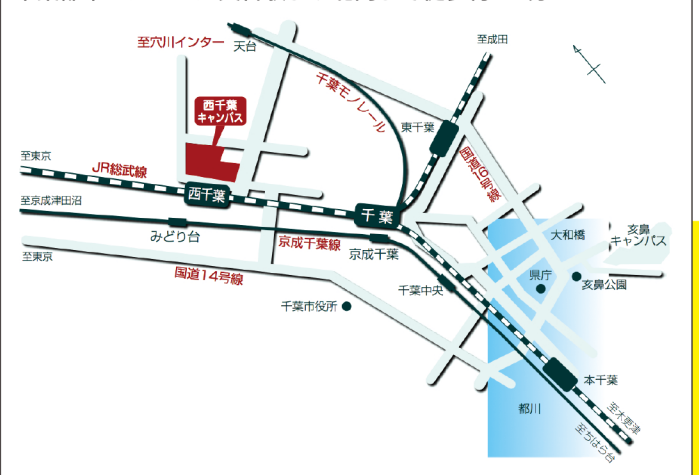 至穴川インター
天台
至成田
千葉モノレール
西千葉
キャンパス
東千葉
国道16号線
至東京
JR総武線
西千葉
千葉
至京成津田沼
みどり台
京成千葉線
京成千葉
大和橋
亥鼻
キャンパス
至東京
国道14号線
県庁
亥鼻公園
千葉中央
千葉市役所
本千葉
都川
至木更津
至ちはら台